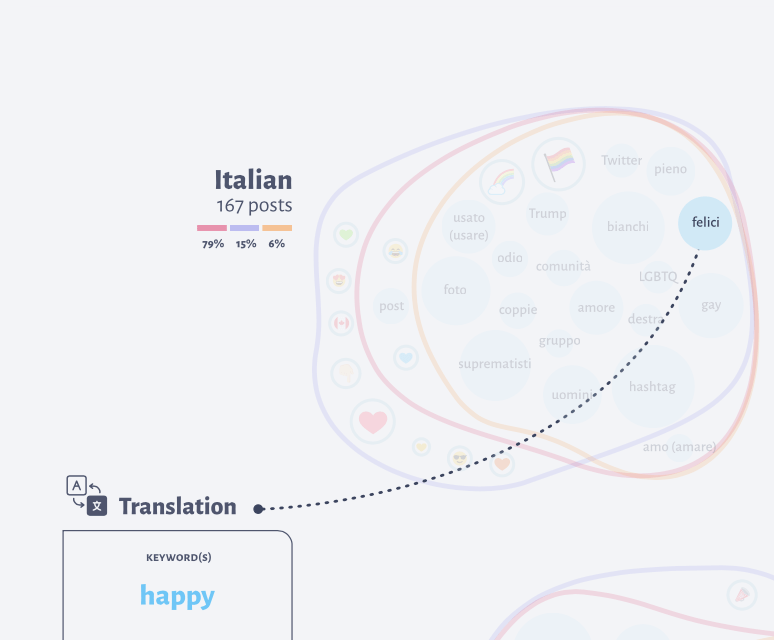 Italian
167 posts
79% 15% 6%
Twitter
pieno
usato
(usare)
Trump
bianchi
felici
odio
comunità
LGBTQ
foto
post
coppie
amore
destra
gay
gruppo
suprematisti
uomini
hashtag
amo (amare)
A
文
Translation
KEYWORD(S)
happy